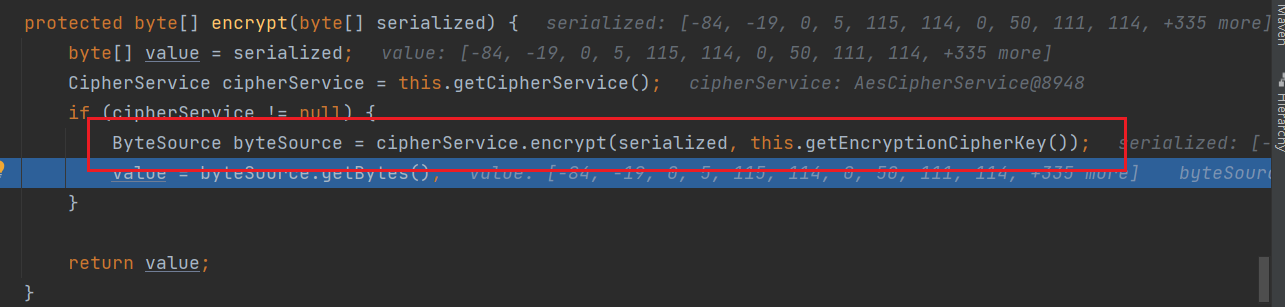 protected byte[] encrypt(byte[] serialized) {   serialized: [-84, -19, 0, 5, 115, 114, 0, 50, 111, 114, +335 more]
    byte[] value = serialized;   value: [-84, -19, 0, 5, 115, 114, 0, 50, 111, 114, +335 more]
    CipherService cipherService = this.getCipherService();   cipherService: AesCipherService@8948
    if (cipherService != null) {
        ByteSource byteSource = cipherService.encrypt(serialized, this.getEncryptionCipherKey());   serialized: [-
        value = byteSource.getBytes();   value: [-84, -19, 0, 5, 115, 114, 0, 50, 111, 114, +335 more]   byteSourc
    }
    return value;
}
Maven
Hierarchy